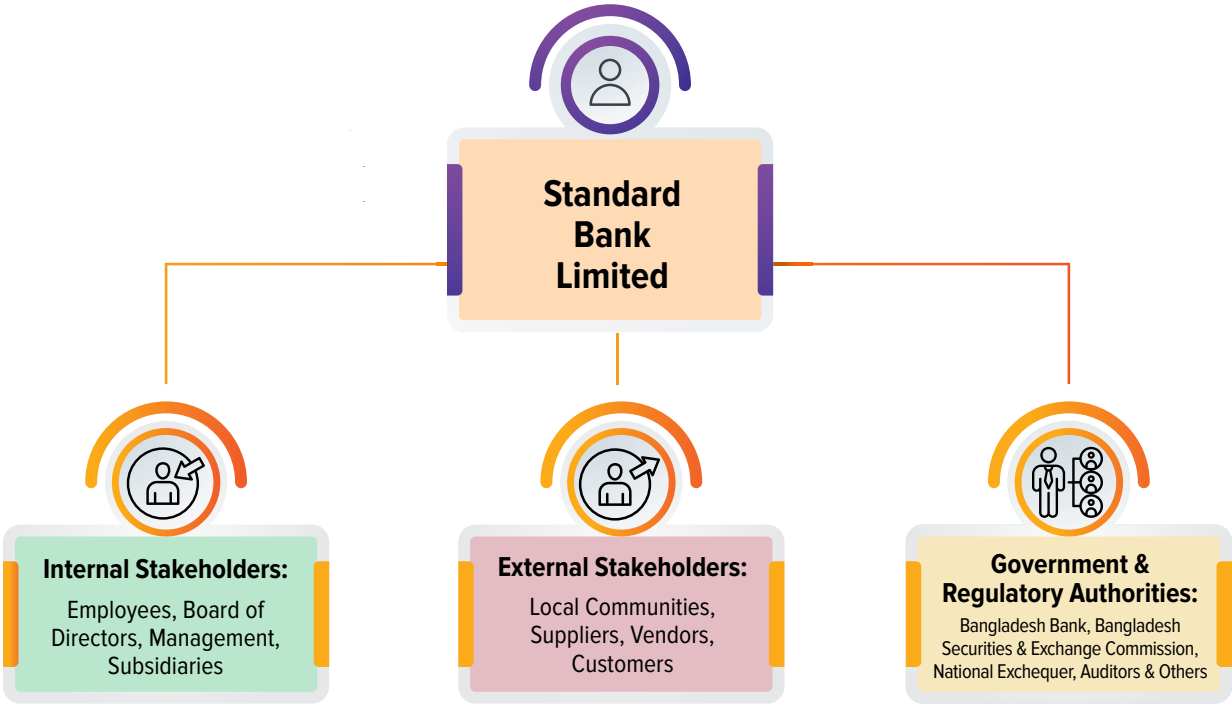 Standard
Bank
Limited
Internal Stakeholders:
Employees, Board of
Directors, Management,
Subsidiaries
External Stakeholders:
Local Communities,
Suppliers, Vendors,
Customers
Government &
Regulatory Authorities:
Bangladesh Bank, Bangladesh
Securities & Exchange Commission,
National Exchequer, Auditors & Others